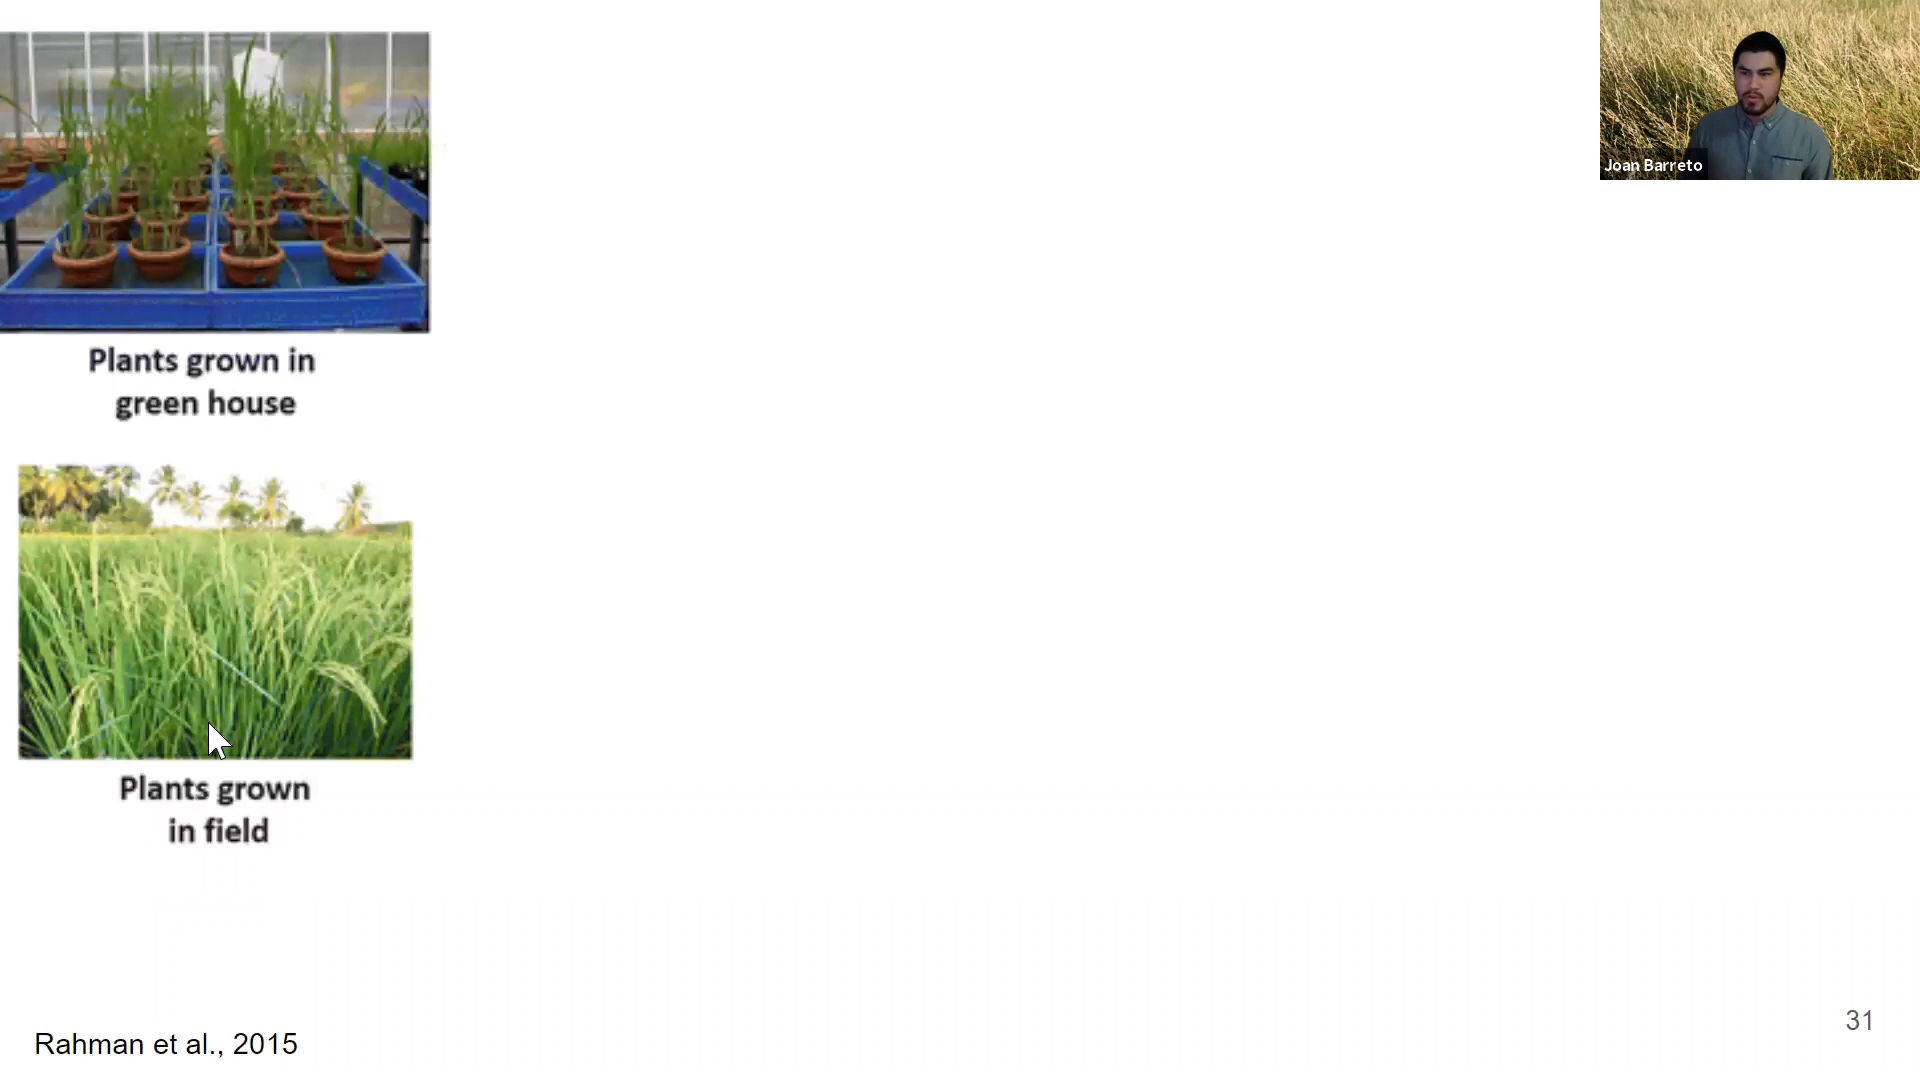 Joan Barreto
Plants grown in
green house
Plants grown
in field
Rahman et al., 2015
31